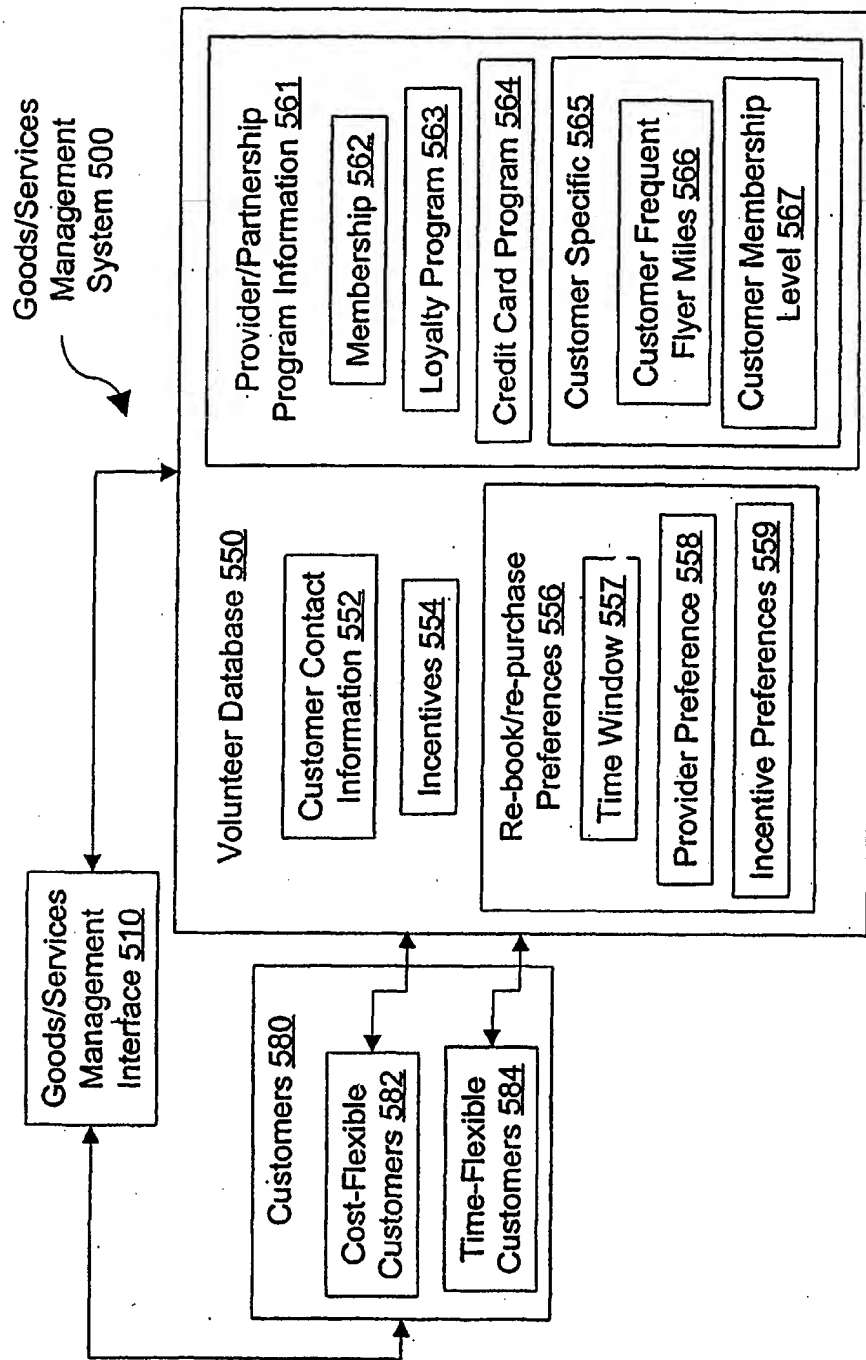 Goods/Services
Management
System 500
Goods/Services
Management
Interface 510
Customers 580
Cost-Flexible
Customers 582
Time-Flexible
Customers 584
Volunteer Database 550
Customer Contact
Information 552
Incentives 554
Re-book/re-purchase
Preferences 556
Time Window 557
Provider Preference 558
Incentive Preferences 559
Provider/Partnership
Program Information 561
Membership 562
Loyalty Program 563
Credit Card Program 564
Customer Specific 565
Customer Frequent
Flyer Miles 566
Customer Membership
Level 567